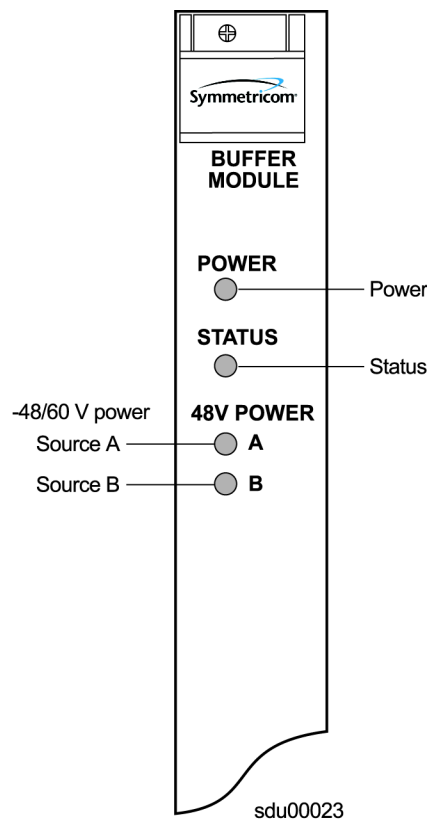 Symmetricom
BUFFER
MODULE
POWER
Power
STATUS
Status
-48/60 V power
48V POWER
Source A
A
Source B
B
sdu00023